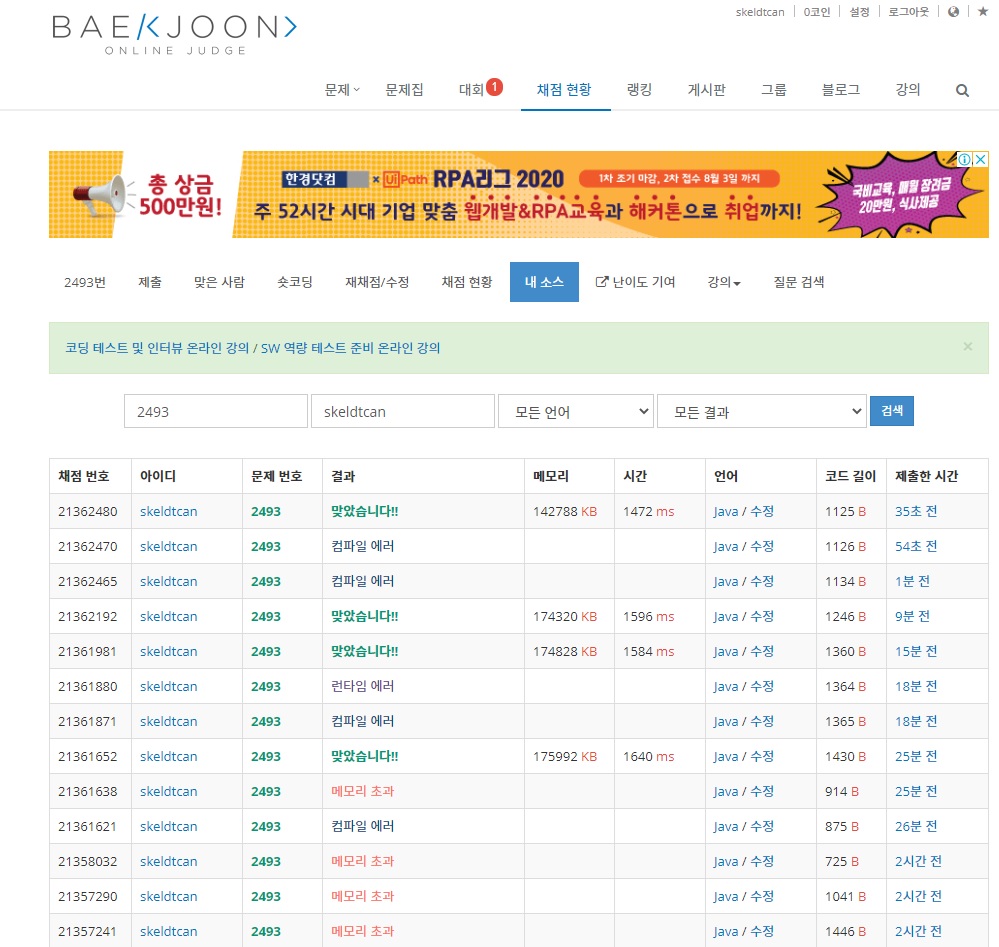 skeldtcan 0코인 설정 로그아웃
BAE/<JOON>
ONLINE JUDGE
문제 문제집 대회 1 채점 현황 랭킹 게시판 그룹 블로그 강의
총 상금
500만원!
한경닷컴 × UiPath RPA리그 2020 1차 조기 마감, 2차 접수 8월 3일 까지
주 52시간 시대 기업 맞춤 웹개발&RPA교육과 해커톤으로 취업까지!
국비교육, 매월 장려금
20만원, 식사제공
2493번 제출 맞은 사람 숏코딩 재채점/수정 채점 현황 내 소스 난이도 기여 강의 질문 검색
코딩 테스트 및 인터뷰 온라인 강의 / SW 역량 테스트 준비 온라인 강의 ×
2493 skeldtcan 모든 언어 모든 결과 검색
채점 번호 아이디 문제 번호 결과 메모리 시간 언어 코드 길이 제출한 시간
21362480 skeldtcan 2493 맞았습니다!! 142788 KB 1472 ms Java / 수정 1125 B 35초 전
21362470 skeldtcan 2493 컴파일 에러 Java / 수정 1126 B 54초 전
21362465 skeldtcan 2493 컴파일 에러 Java / 수정 1134 B 1분 전
21362192 skeldtcan 2493 맞았습니다!! 174320 KB 1596 ms Java / 수정 1246 B 9분 전
21361981 skeldtcan 2493 맞았습니다!! 174828 KB 1584 ms Java / 수정 1360 B 15분 전
21361880 skeldtcan 2493 런타임 에러 Java / 수정 1364 B 18분 전
21361871 skeldtcan 2493 컴파일 에러 Java / 수정 1365 B 18분 전
21361652 skeldtcan 2493 맞았습니다!! 175992 KB 1640 ms Java / 수정 1430 B 25분 전
21361638 skeldtcan 2493 메모리 초과 Java / 수정 914 B 25분 전
21361621 skeldtcan 2493 컴파일 에러 Java / 수정 875 B 26분 전
21358032 skeldtcan 2493 메모리 초과 Java / 수정 725 B 2시간 전
21357290 skeldtcan 2493 메모리 초과 Java / 수정 1041 B 2시간 전
21357241 skeldtcan 2493 메모리 초과 Java / 수정 1446 B 2시간 전